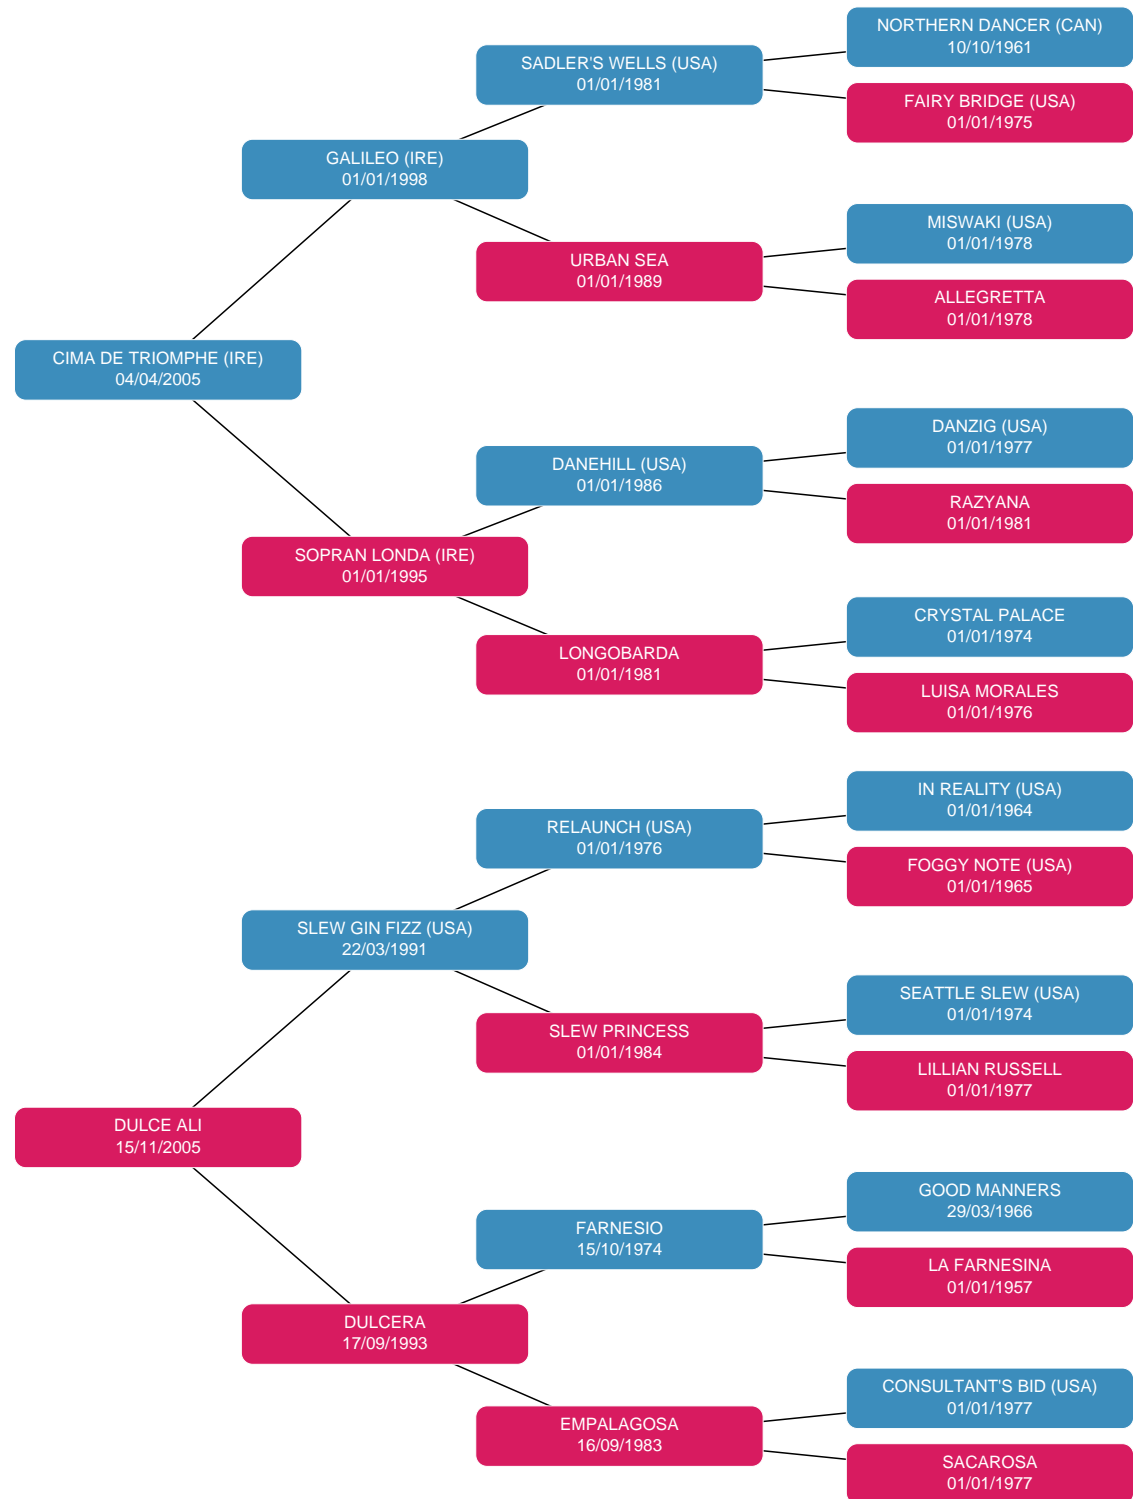 NORTHERN DANCER (CAN)
10/10/1961
SADLER'S WELLS (USA)
01/01/1981
FAIRY BRIDGE (USA)
01/01/1975
GALILEO (IRE)
01/01/1998
MISWAKI (USA)
01/01/1978
URBAN SEA
01/01/1989
ALLEGRETTA
01/01/1978
CIMA DE TRIOMPHE (IRE)
04/04/2005
DANZIG (USA)
01/01/1977
DANEHILL (USA)
01/01/1986
RAZYANA
01/01/1981
SOPRAN LONDA (IRE)
01/01/1995
CRYSTAL PALACE
01/01/1974
LONGOBARDA
01/01/1981
LUISA MORALES
01/01/1976
IN REALITY (USA)
01/01/1964
RELAUNCH (USA)
01/01/1976
FOGGY NOTE (USA)
01/01/1965
SLEW GIN FIZZ (USA)
22/03/1991
SEATTLE SLEW (USA)
01/01/1974
SLEW PRINCESS
01/01/1984
LILLIAN RUSSELL
01/01/1977
DULCE ALI
15/11/2005
GOOD MANNERS
29/03/1966
FARNESIO
15/10/1974
LA FARNESINA
01/01/1957
DULCERA
17/09/1993
CONSULTANT'S BID (USA)
01/01/1977
EMPALAGOSA
16/09/1983
SACAROSA
01/01/1977